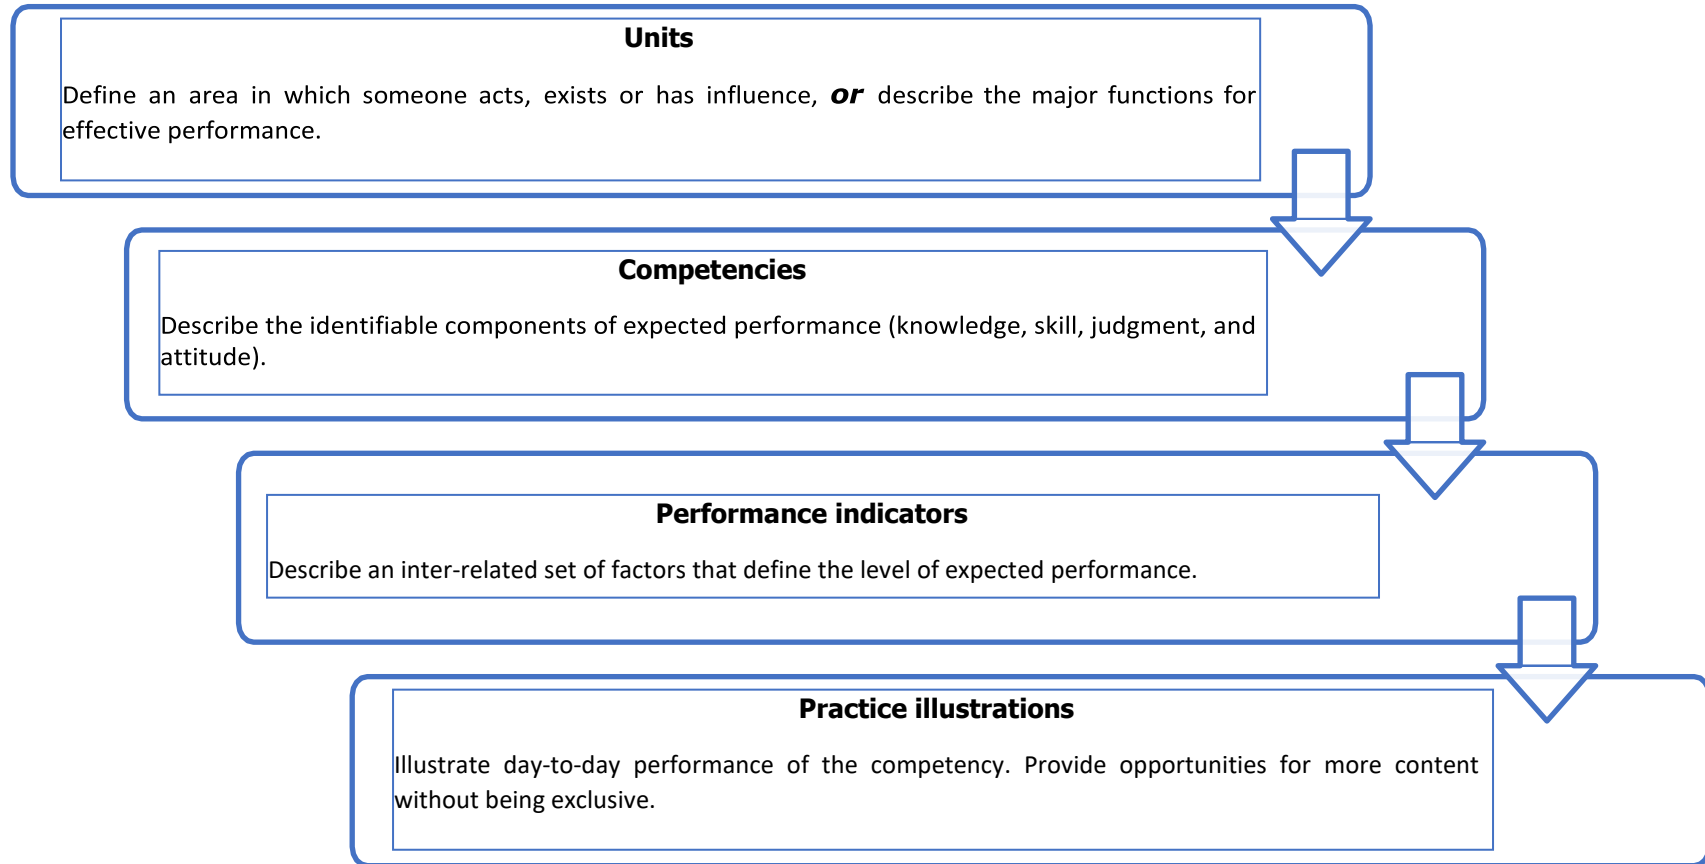 Units
Define an area in which someone acts, exists or has influence, or describe the major functions for
effective performance.
Competencies
Describe the identifiable components of expected performance (knowledge, skill, judgment, and
attitude).
Performance indicators
Describe an inter-related set of factors that define the level of expected performance.
Practice illustrations
Illustrate day-to-day performance of the competency. Provide opportunities for more content
without being exclusive.